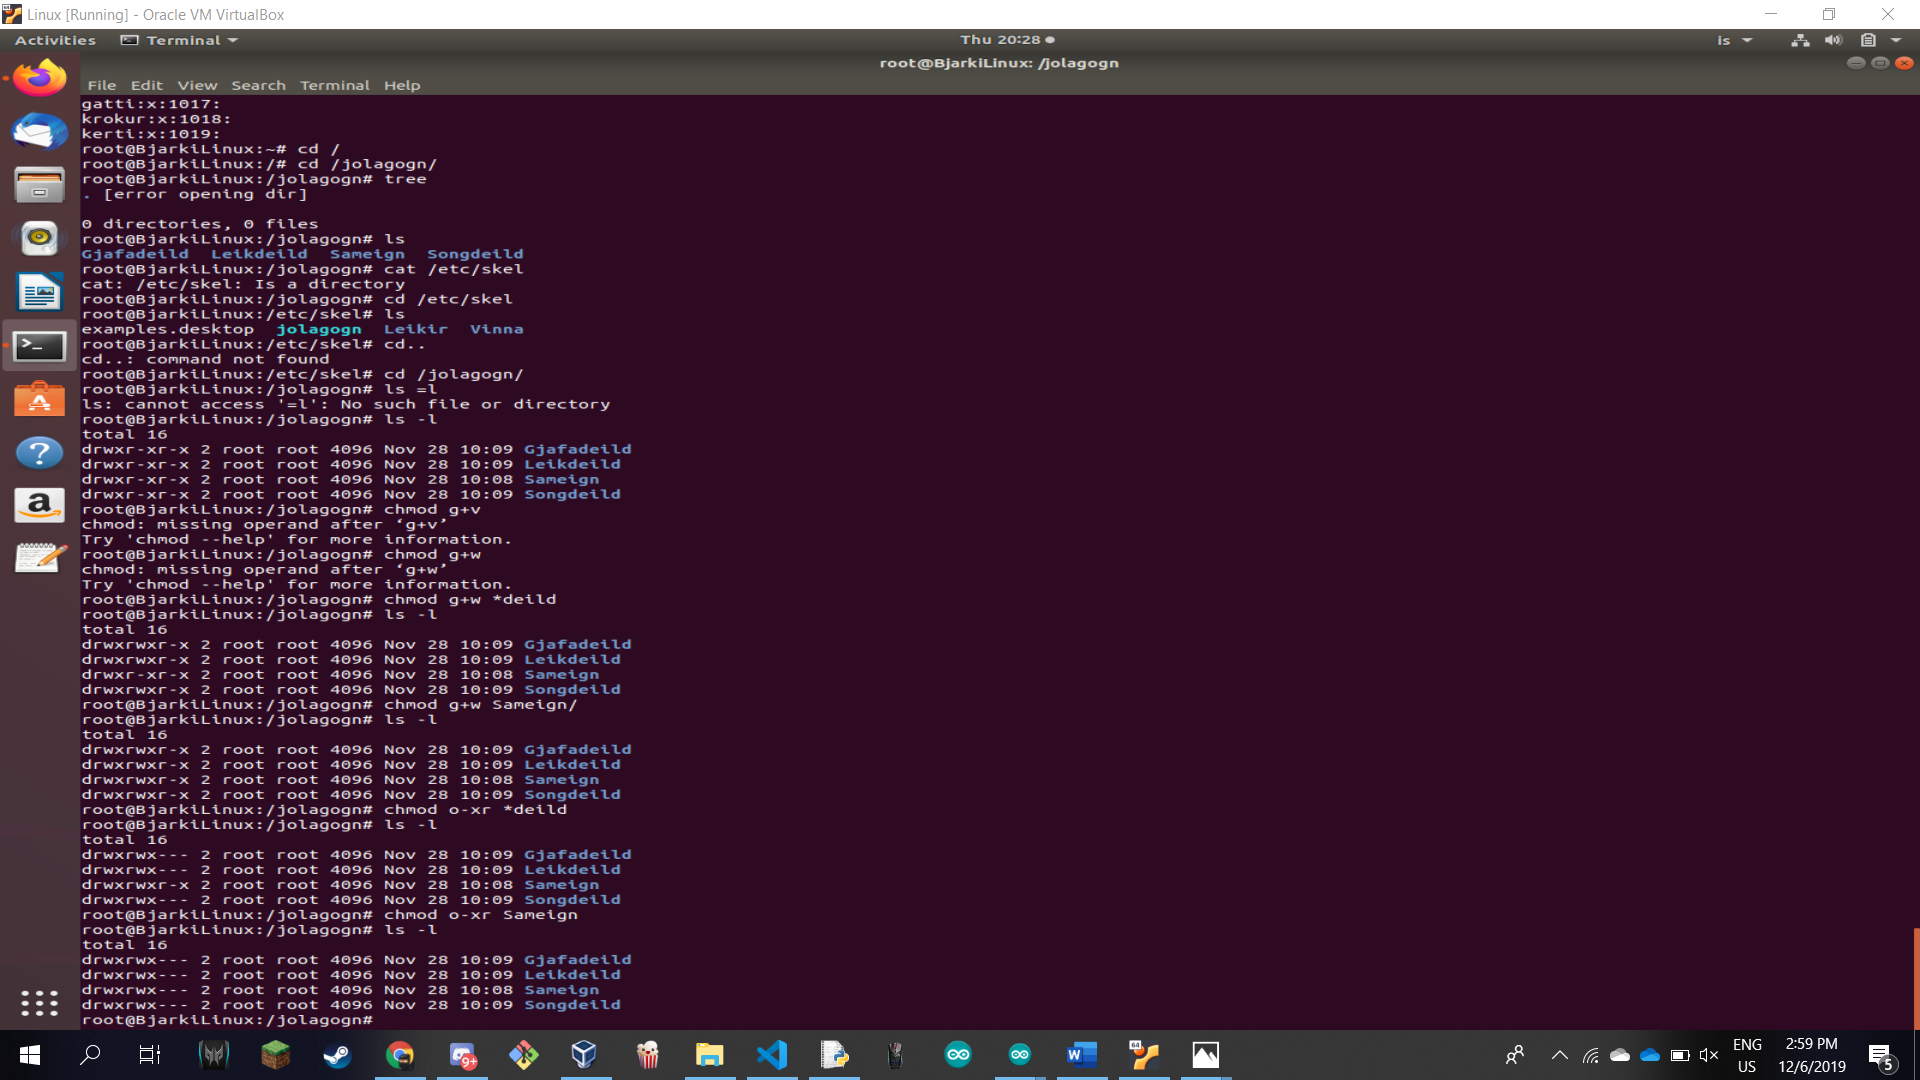 Linux [Running] - Oracle VM VirtualBox
Activities Terminal Thu 20:28 is
root@BjarkiLinux: /jolagogn
File Edit View Search Terminal Help
gatti:x:1017:
krokur:x:1018:
kerti:x:1019:
root@BjarkiLinux:~# cd /
root@BjarkiLinux:/# cd /jolagogn/
root@BjarkiLinux:/jolagogn# tree
. [error opening dir]
0 directories, 0 files
root@BjarkiLinux:/jolagogn# ls
Gjafadeild  Leikdeild  Sameign  Songdeild
root@BjarkiLinux:/jolagogn# cat /etc/skel
cat: /etc/skel: Is a directory
root@BjarkiLinux:/jolagogn# cd /etc/skel
root@BjarkiLinux:/etc/skel# ls
examples.desktop  jolagogn  Leikir  Vinna
root@BjarkiLinux:/etc/skel# cd..
cd..: command not found
root@BjarkiLinux:/etc/skel# cd /jolagogn/
root@BjarkiLinux:/jolagogn# ls =l
ls: cannot access '=l': No such file or directory
root@BjarkiLinux:/jolagogn# ls -l
total 16
drwxr-xr-x 2 root root 4096 Nov 28 10:09 Gjafadeild
drwxr-xr-x 2 root root 4096 Nov 28 10:09 Leikdeild
drwxr-xr-x 2 root root 4096 Nov 28 10:08 Sameign
drwxr-xr-x 2 root root 4096 Nov 28 10:09 Songdeild
root@BjarkiLinux:/jolagogn# chmod g+v
chmod: missing operand after ‘g+v’
Try 'chmod --help' for more information.
root@BjarkiLinux:/jolagogn# chmod g+w
chmod: missing operand after ‘g+w’
Try 'chmod --help' for more information.
root@BjarkiLinux:/jolagogn# chmod g+w *deild
root@BjarkiLinux:/jolagogn# ls -l
total 16
drwxrwxr-x 2 root root 4096 Nov 28 10:09 Gjafadeild
drwxrwxr-x 2 root root 4096 Nov 28 10:09 Leikdeild
drwxr-xr-x 2 root root 4096 Nov 28 10:08 Sameign
drwxrwxr-x 2 root root 4096 Nov 28 10:09 Songdeild
root@BjarkiLinux:/jolagogn# chmod g+w Sameign/
root@BjarkiLinux:/jolagogn# ls -l
total 16
drwxrwxr-x 2 root root 4096 Nov 28 10:09 Gjafadeild
drwxrwxr-x 2 root root 4096 Nov 28 10:09 Leikdeild
drwxrwxr-x 2 root root 4096 Nov 28 10:08 Sameign
drwxrwxr-x 2 root root 4096 Nov 28 10:09 Songdeild
root@BjarkiLinux:/jolagogn# chmod o-xr *deild
root@BjarkiLinux:/jolagogn# ls -l
total 16
drwxrwx--- 2 root root 4096 Nov 28 10:09 Gjafadeild
drwxrwx--- 2 root root 4096 Nov 28 10:09 Leikdeild
drwxrwxr-x 2 root root 4096 Nov 28 10:08 Sameign
drwxrwx--- 2 root root 4096 Nov 28 10:09 Songdeild
root@BjarkiLinux:/jolagogn# chmod o-xr Sameign
root@BjarkiLinux:/jolagogn# ls -l
total 16
drwxrwx--- 2 root root 4096 Nov 28 10:09 Gjafadeild
drwxrwx--- 2 root root 4096 Nov 28 10:09 Leikdeild
drwxrwx--- 2 root root 4096 Nov 28 10:08 Sameign
drwxrwx--- 2 root root 4096 Nov 28 10:09 Songdeild
root@BjarkiLinux:/jolagogn#
9+
64
ENG
US
2:59 PM
12/6/2019
5